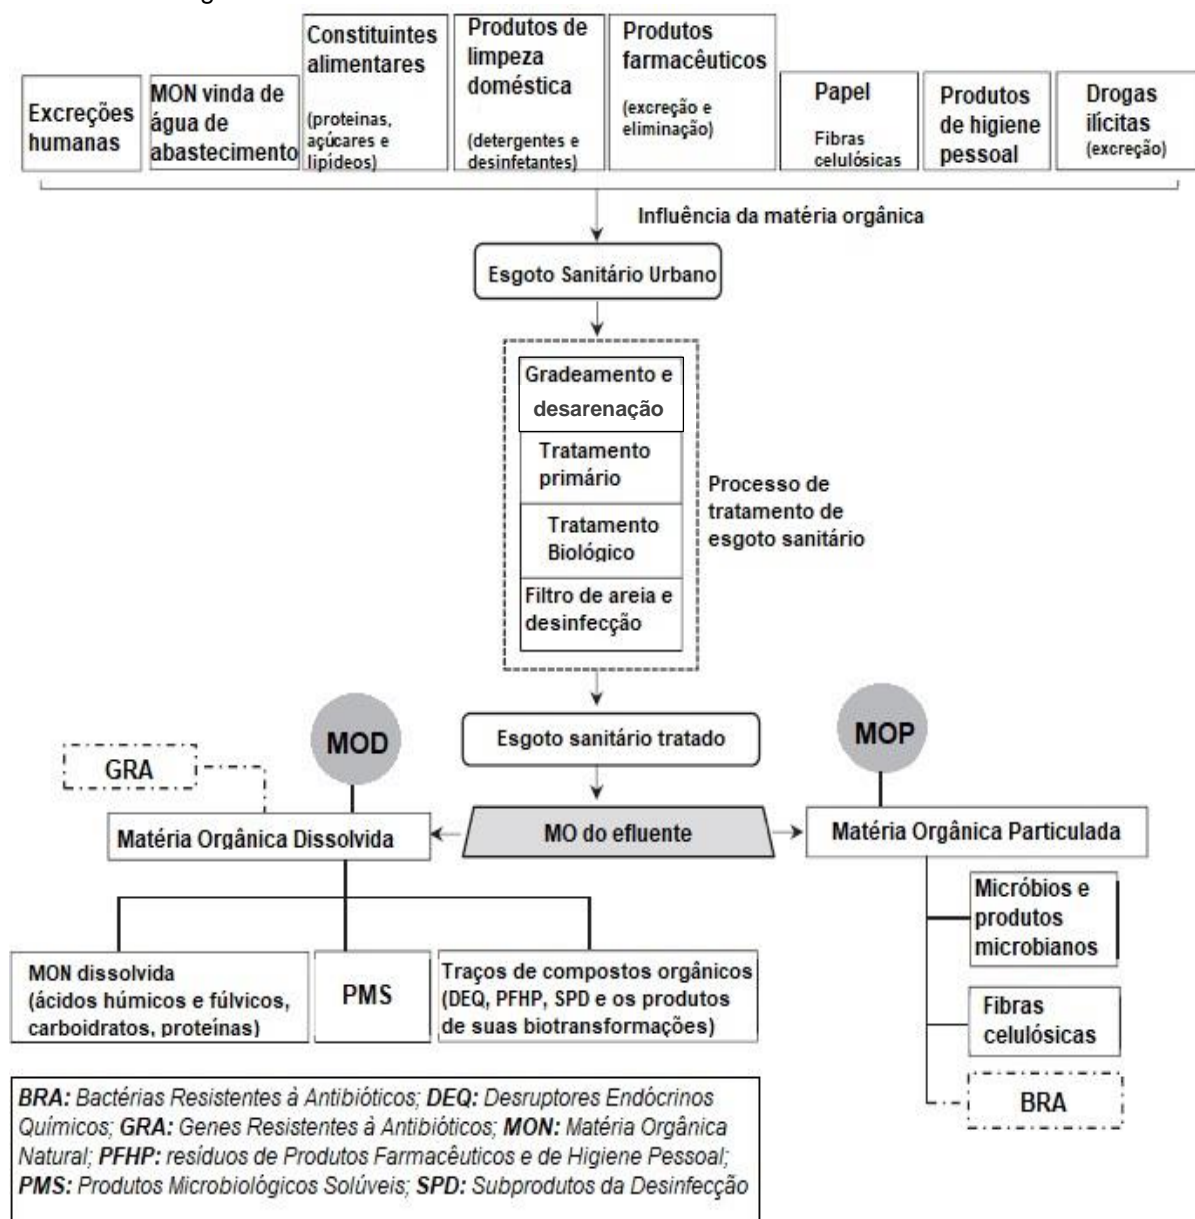 Excreções
humanas
MON vinda de
água de
abastecimento
Constituintes
alimentares
(proteinas,
açúcares e
lipídeos)
Produtos de
limpeza
doméstica
(detergentes e
desinfetantes)
Produtos
farmacêuticos
(excreção e
eliminação)
Papel
Fibras
celulósicas
Produtos
de higiene
pessoal
Drogas
ilícitas
(excreção)
Influência da matéria orgânica
Esgoto Sanitário Urbano
Gradeamento e
desarenação
Tratamento
primário
Tratamento
Biológico
Filtro de areia e
desinfecção
Processo de
tratamento de
esgoto sanitário
Esgoto sanitário tratado
MOD
MOP
GRA
Matéria Orgânica Dissolvida
MO do efluente
Matéria Orgânica Particulada
MON dissolvida
(ácidos húmicos e fúlvicos,
carboidratos, proteínas)
PMS
Traços de compostos orgânicos
(DEQ, PFHP, SPD e os produtos
de suas biotransformações)
Micróbios e
produtos
microbianos
Fibras
celulósicas
BRA
BRA: Bactérias Resistentes à Antibióticos; DEQ: Desruptores Endócrinos
Químicos; GRA: Genes Resistentes à Antibióticos; MON: Matéria Orgânica
Natural; PFHP: resíduos de Produtos Farmacêuticos e de Higiene Pessoal;
PMS: Produtos Microbiológicos Solúveis; SPD: Subprodutos da Desinfecção